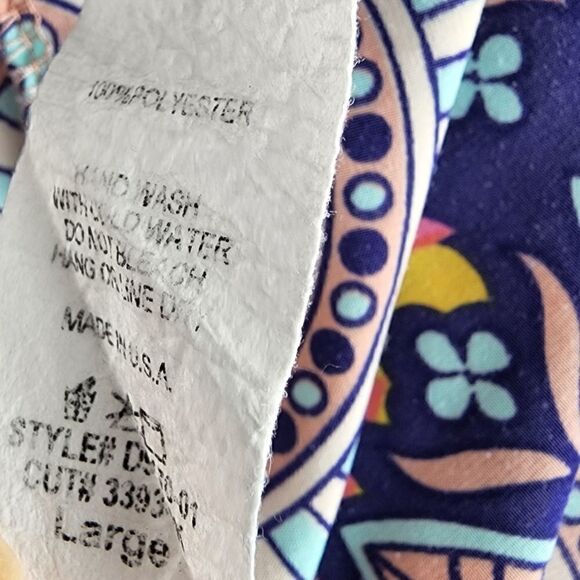 100%POLYESTER
HAND WASH
WITH COLD WATER
DO NOT BLEACH
HANG OR LINE DRY
MADE IN U.S.A.
STYLE#
CUT# 3393
Large